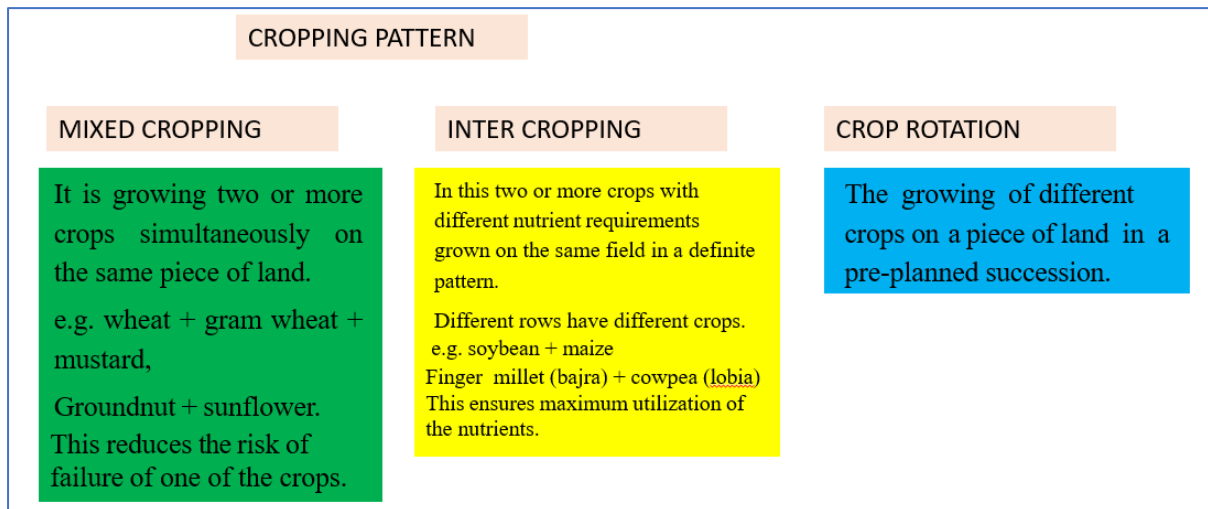 CROPPING PATTERN
MIXED CROPPING
It is growing two or more
crops simultaneously on
the same piece of land.
e.g. wheat + gram wheat +
mustard,
Groundnut + sunflower.
This reduces the risk of
failure of one of the crops.
INTER CROPPING
In this two or more crops with
different nutrient requirements
grown on the same field in a definite
pattern.
Different rows have different crops.
e.g. soybean + maize
Finger millet (bajra) + cowpea (lobia)
This ensures maximum utilization of
the nutrients.
CROP ROTATION
The growing of different
crops on a piece of land in a
pre-planned succession.